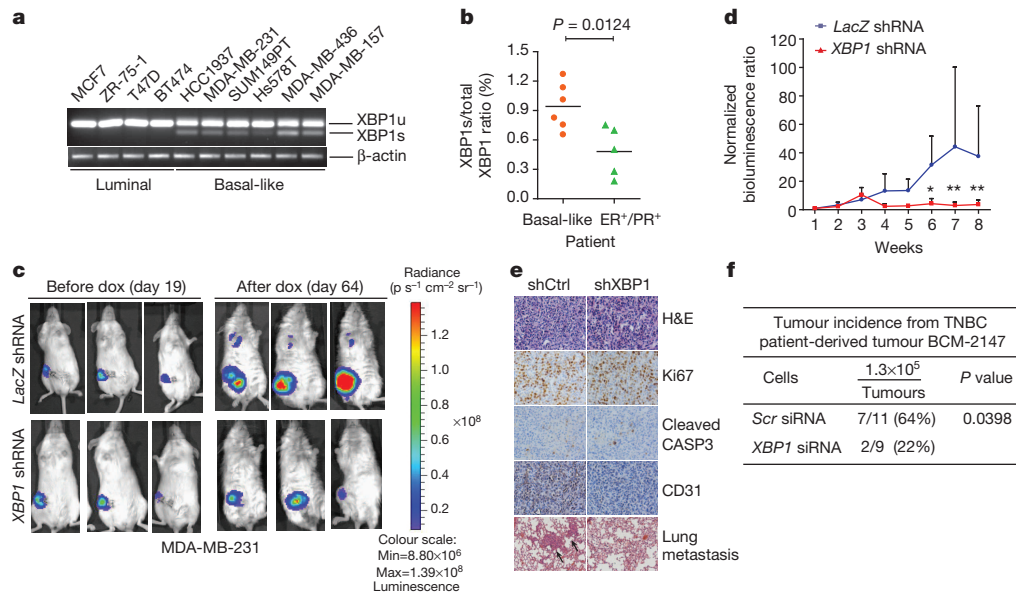 a
MCF7
ZR-75-1
T47D
BT474
HCC1937
MDA-MB-231
SUM149PT
Hs578T
MDA-MB-436
MDA-MB-157
XBP1u
XBP1s
β-actin
Luminal
Basal-like
b
P = 0.0124
XBP1s/total
XBP1 ratio (%)
1.5
1.2
0.9
0.6
0.3
0
Basal-like
ER⁺/PR⁺
Patient
d
LacZ shRNA
XBP1 shRNA
Normalized
bioluminescence ratio
120
100
80
60
40
20
0
* ** **
1 2 3 4 5 6 7 8
Weeks
c
Before dox (day 19)
After dox (day 64)
LacZ shRNA
XBP1 shRNA
MDA-MB-231
Radiance
(p s⁻¹ cm⁻² sr⁻¹)
1.2
1.0
0.8
×10⁸
0.6
0.4
0.2
Colour scale:
Min=8.80×10⁶
Max=1.39×10⁸
Luminescence
e
shCtrl
shXBP1
H&E
Ki67
Cleaved
CASP3
CD31
Lung
metastasis
f
Tumour incidence from TNBC
patient-derived tumour BCM-2147
Cells
1.3×10⁵
Tumours
P value
Scr siRNA 7/11 (64%) 0.0398
XBP1 siRNA 2/9 (22%)